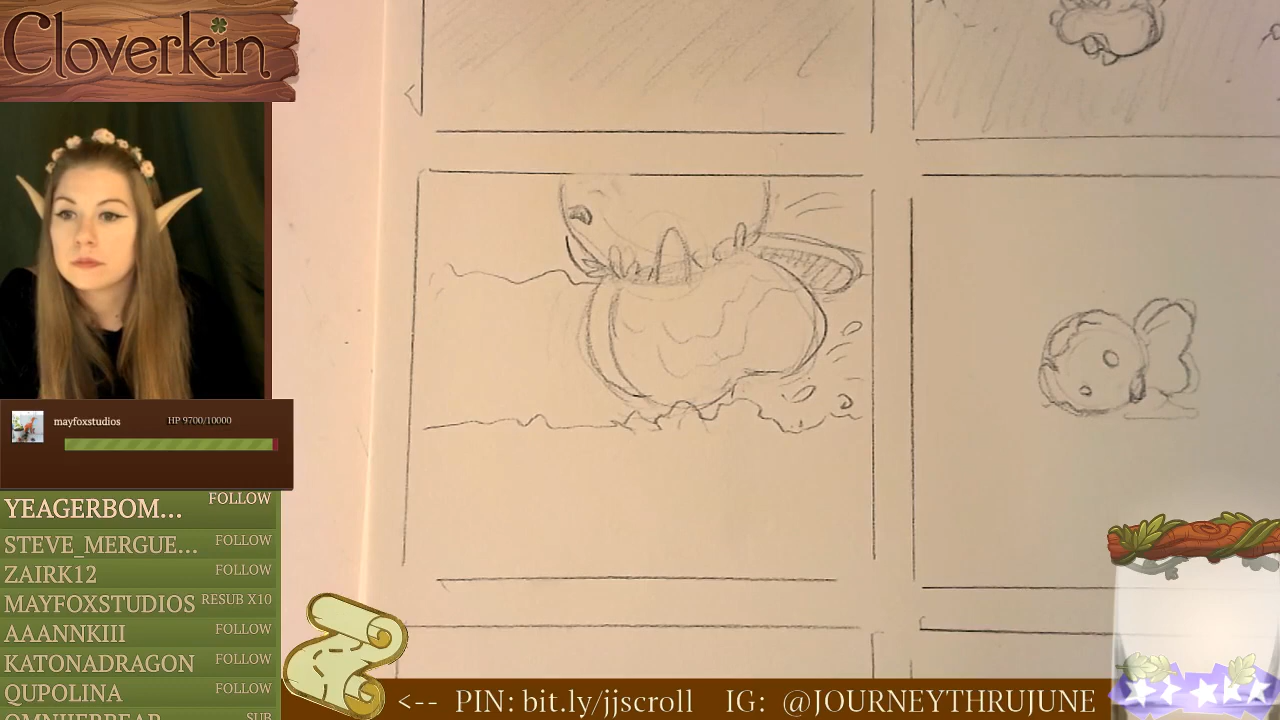 Cloverkin
mayfoxstudios HP 9700/10000
YEAGERBOM... FOLLOW
STEVE_MERGUE... FOLLOW
ZAIRK12 FOLLOW
MAYFOXSTUDIOS RESUB X10
AAANNKIII FOLLOW
KATONADRAGON FOLLOW
QUPOLINA FOLLOW
SUB
<-- PIN: bit.ly/jjscroll IG: @JOURNEYTHRUJUNE